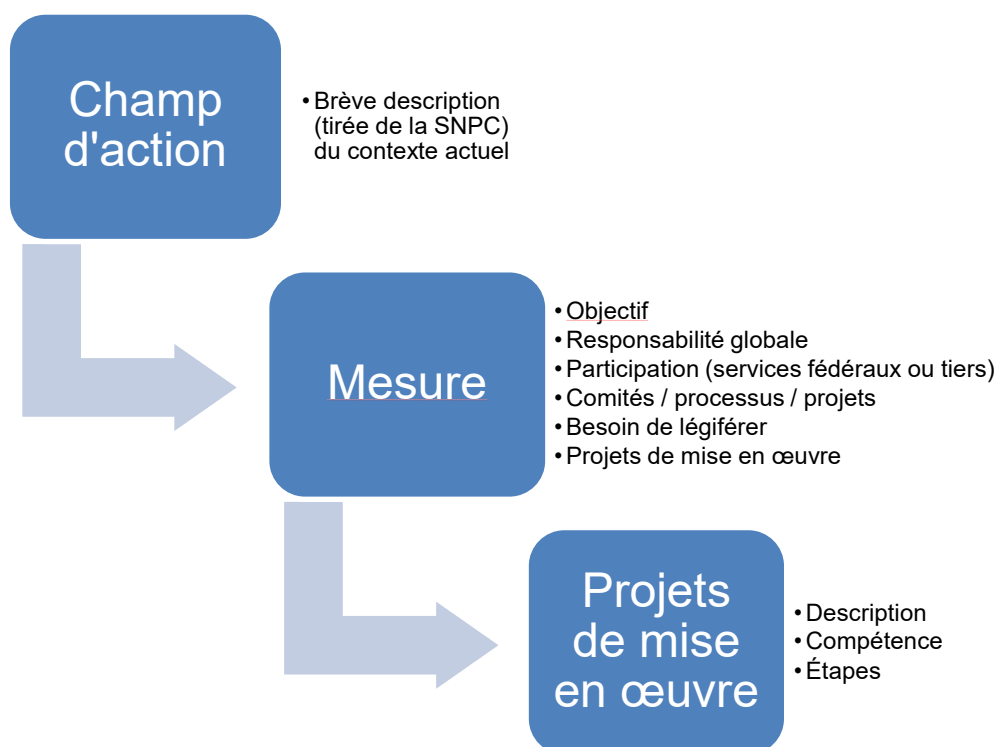 Champ
d'action
• Brève description
(tirée de la SNPC)
du contexte actuel
Mesure
• Objectif
• Responsabilité globale
• Participation (services fédéraux ou tiers)
• Comités / processus / projets
• Besoin de légiférer
• Projets de mise en œuvre
Projets
de mise
en œuvre
• Description
• Compétence
• Étapes